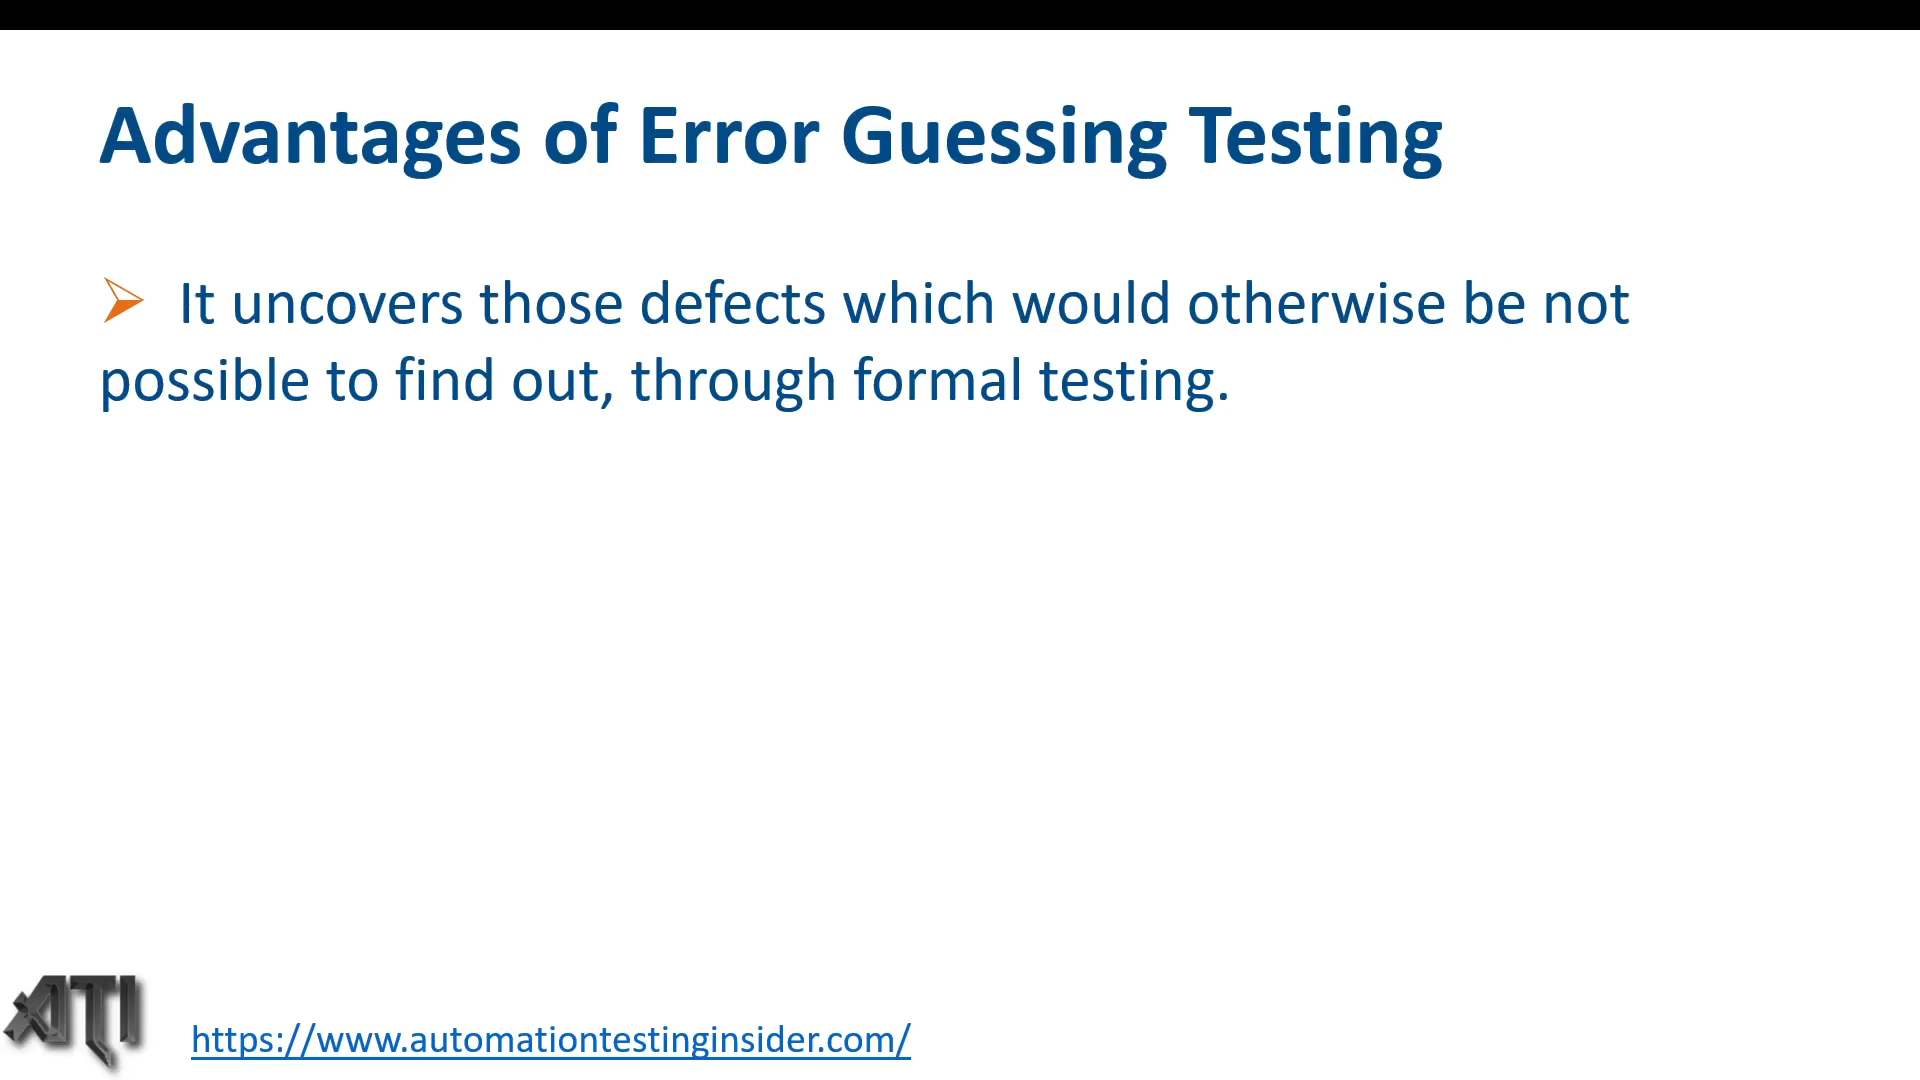 Advantages of Error Guessing Testing
It uncovers those defects which would otherwise be not
possible to find out, through formal testing.
ATI
https://www.automationtestinginsider.com/